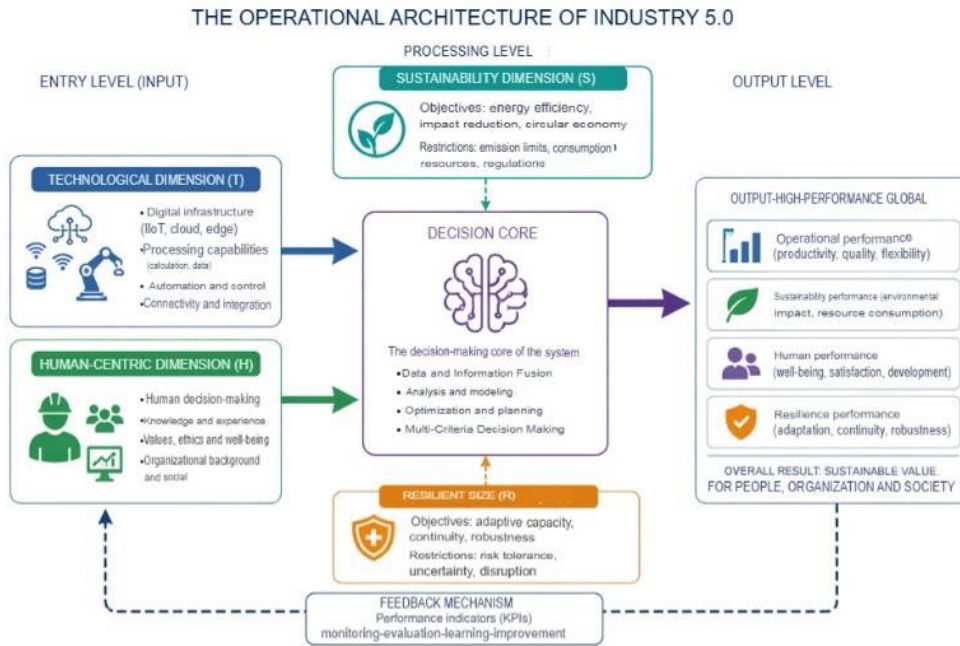 THE OPERATIONAL ARCHITECTURE OF INDUSTRY 5.0
PROCESSING LEVEL
ENTRY LEVEL (INPUT)
OUTPUT LEVEL
SUSTAINABILITY DIMENSION (S)
Objectives: energy efficiency,
impact reduction, circular economy
Restrictions: emission limits, consumption
resources, regulations
TECHNOLOGICAL DIMENSION (T)
• Digital infrastructure
(IIoT, cloud, edge)
•Processing capabilities
(calculation, data)
• Automation and control
•Connectivity and integration
HUMAN-CENTRIC DIMENSION (H)
• Human decision-making
•Knowledge and experience
•Values, ethics and well-being
•Organizational background
and social
DECISION CORE
The decision-making core of the system
•Data and Information Fusion
• Analysis and modeling
• Optimization and planning
• Multi-Criteria Decision Making
RESILIENT SIZE (R)
Objectives: adaptive capacity,
continuity, robustness
Restrictions: risk tolerance,
uncertainty, disruption
OUTPUT-HIGH-PERFORMANCE GLOBAL
Operational performance
(productivity, quality, flexibility)
Sustainability performance (environmental
impact, resource consumption)
Human performance
(well-being, satisfaction, development)
Resilience performance
(adaptation, continuity, robustness)
OVERALL RESULT: SUSTAINABLE VALUE
FOR PEOPLE, ORGANIZATION AND SOCIETY
FEEDBACK MECHANISM
Performance indicators (KPIs)
monitoring-evaluation-learning-improvement